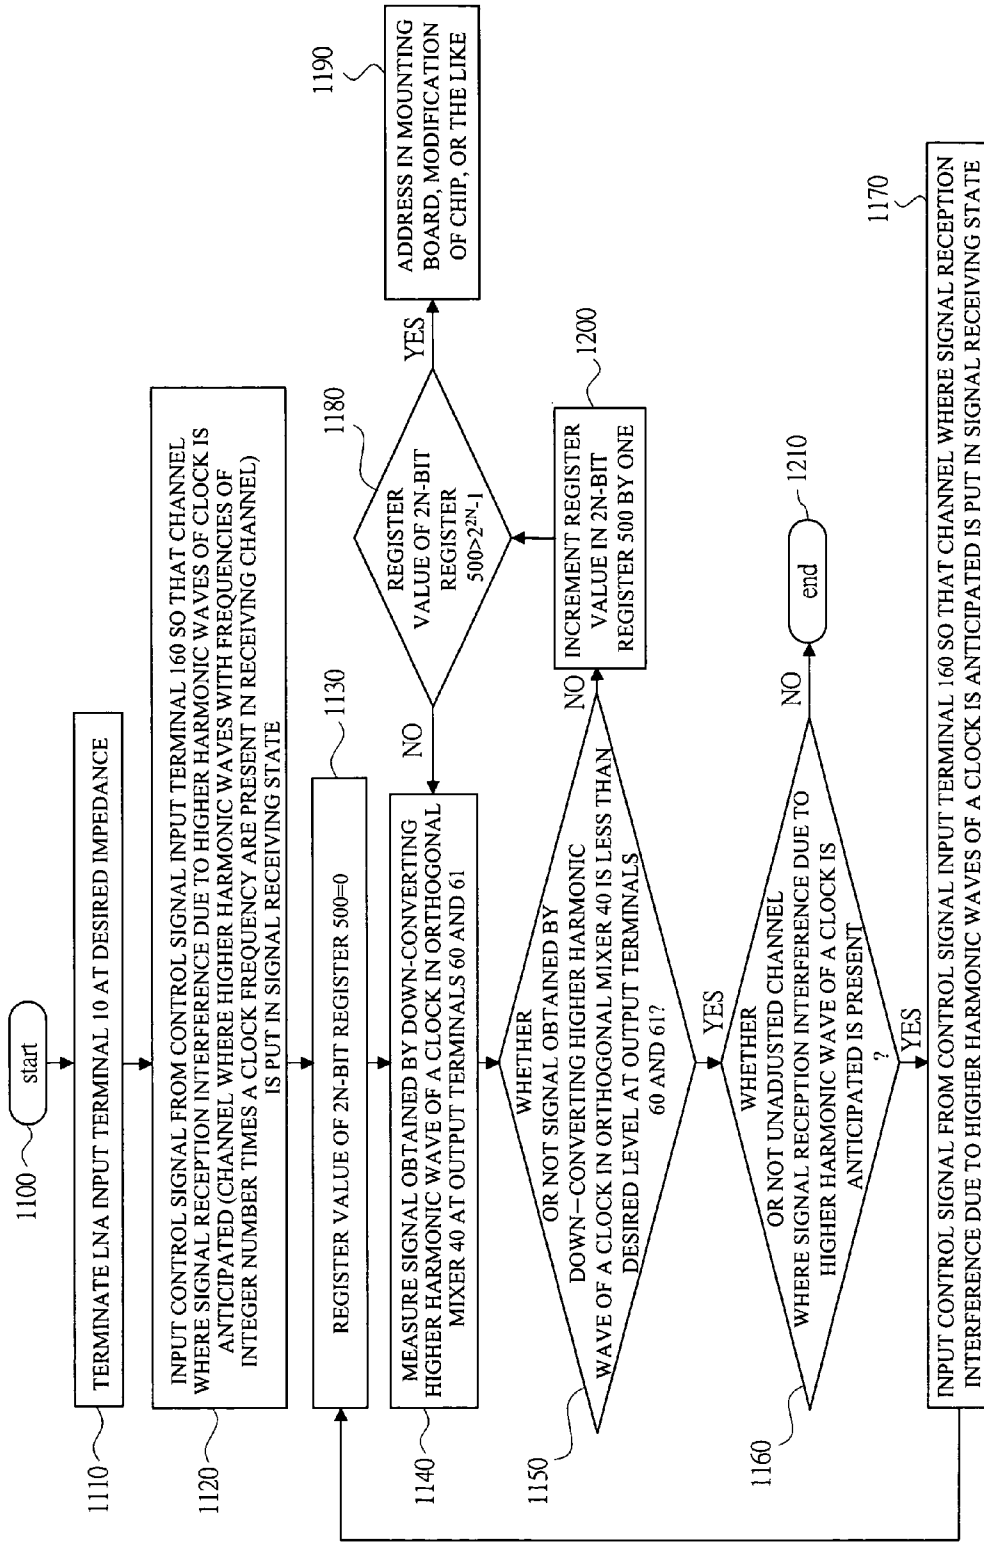 1100
start
1110
TERMINATE LNA INPUT TERMINAL 10 AT DESIRED IMPEDANCE
1120
INPUT CONTROL SIGNAL FROM CONTROL SIGNAL INPUT TERMINAL 160 SO THAT CHANNEL
WHERE SIGNAL RECEPTION INTERFERENCE DUE TO HIGHER HARMONIC WAVES OF CLOCK IS
ANTICIPATED (CHANNEL WHERE HIGHER HARMONIC WAVES WITH FREQUENCIES OF
INTEGER NUMBER TIMES A CLOCK FREQUENCY ARE PRESENT IN RECEIVING CHANNEL)
IS PUT IN SIGNAL RECEIVING STATE
REGISTER VALUE OF 2N-BIT REGISTER 500=0
1130
1140
MEASURE SIGNAL OBTAINED BY DOWN-CONVERTING
HIGHER HARMONIC WAVE OF A CLOCK IN ORTHOGONAL
MIXER 40 AT OUTPUT TERMINALS 60 AND 61
NO
1180
REGISTER
VALUE OF 2N-BIT
REGISTER
500>2^{2N}-1
YES
1190
ADDRESS IN MOUNTING
BOARD, MODIFICATION
OF CHIP, OR THE LIKE
1150
WHETHER
OR NOT SIGNAL OBTAINED BY
DOWN-CONVERTING HIGHER HARMONIC
WAVE OF A CLOCK IN ORTHOGONAL MIXER 40 IS LESS THAN
DESIRED LEVEL AT OUTPUT TERMINALS
60 AND 61?
NO
INCREMENT REGISTER
VALUE IN 2N-BIT
REGISTER 500 BY ONE
1200
YES
1160
WHETHER
OR NOT UNADJUSTED CHANNEL
WHERE SIGNAL RECEPTION INTERFERENCE DUE TO
HIGHER HARMONIC WAVE OF A CLOCK IS
ANTICIPATED IS PRESENT
?
NO
end
1210
YES
1170
INPUT CONTROL SIGNAL FROM CONTROL SIGNAL INPUT TERMINAL 160 SO THAT CHANNEL WHERE SIGNAL RECEPTION
INTERFERENCE DUE TO HIGHER HARMONIC WAVES OF A CLOCK IS ANTICIPATED IS PUT IN SIGNAL RECEIVING STATE